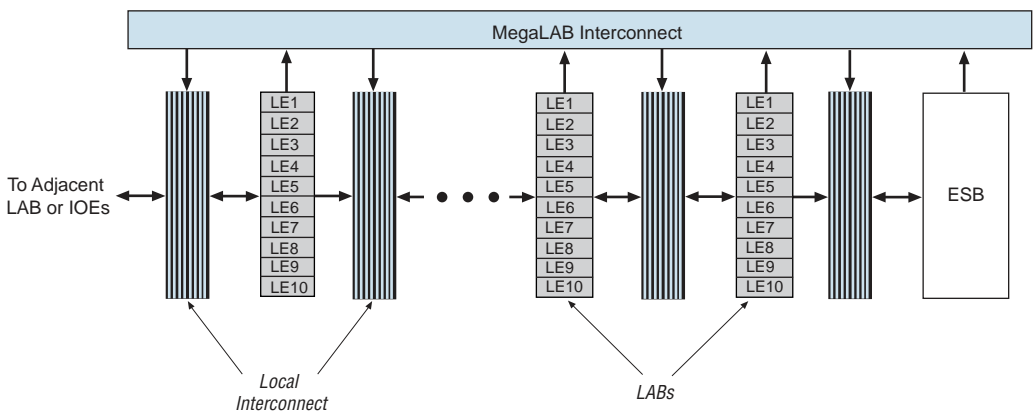 MegaLAB Interconnect
LE1
LE2
LE3
LE4
LE5
LE6
LE7
LE8
LE9
LE10
LE1
LE2
LE3
LE4
LE5
LE6
LE7
LE8
LE9
LE10
LE1
LE2
LE3
LE4
LE5
LE6
LE7
LE8
LE9
LE10
To Adjacent
LAB or IOEs
ESB
Local
Interconnect
LABs